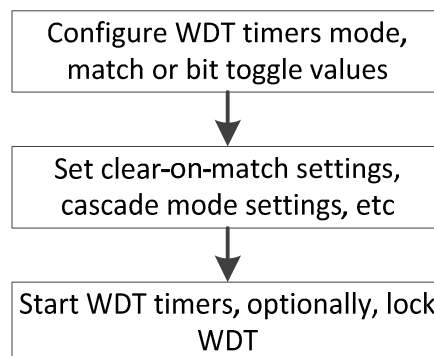 Configure WDT timers mode,
match or bit toggle values
Set clear-on-match settings,
cascade mode settings, etc
Start WDT timers, optionally, lock
WDT